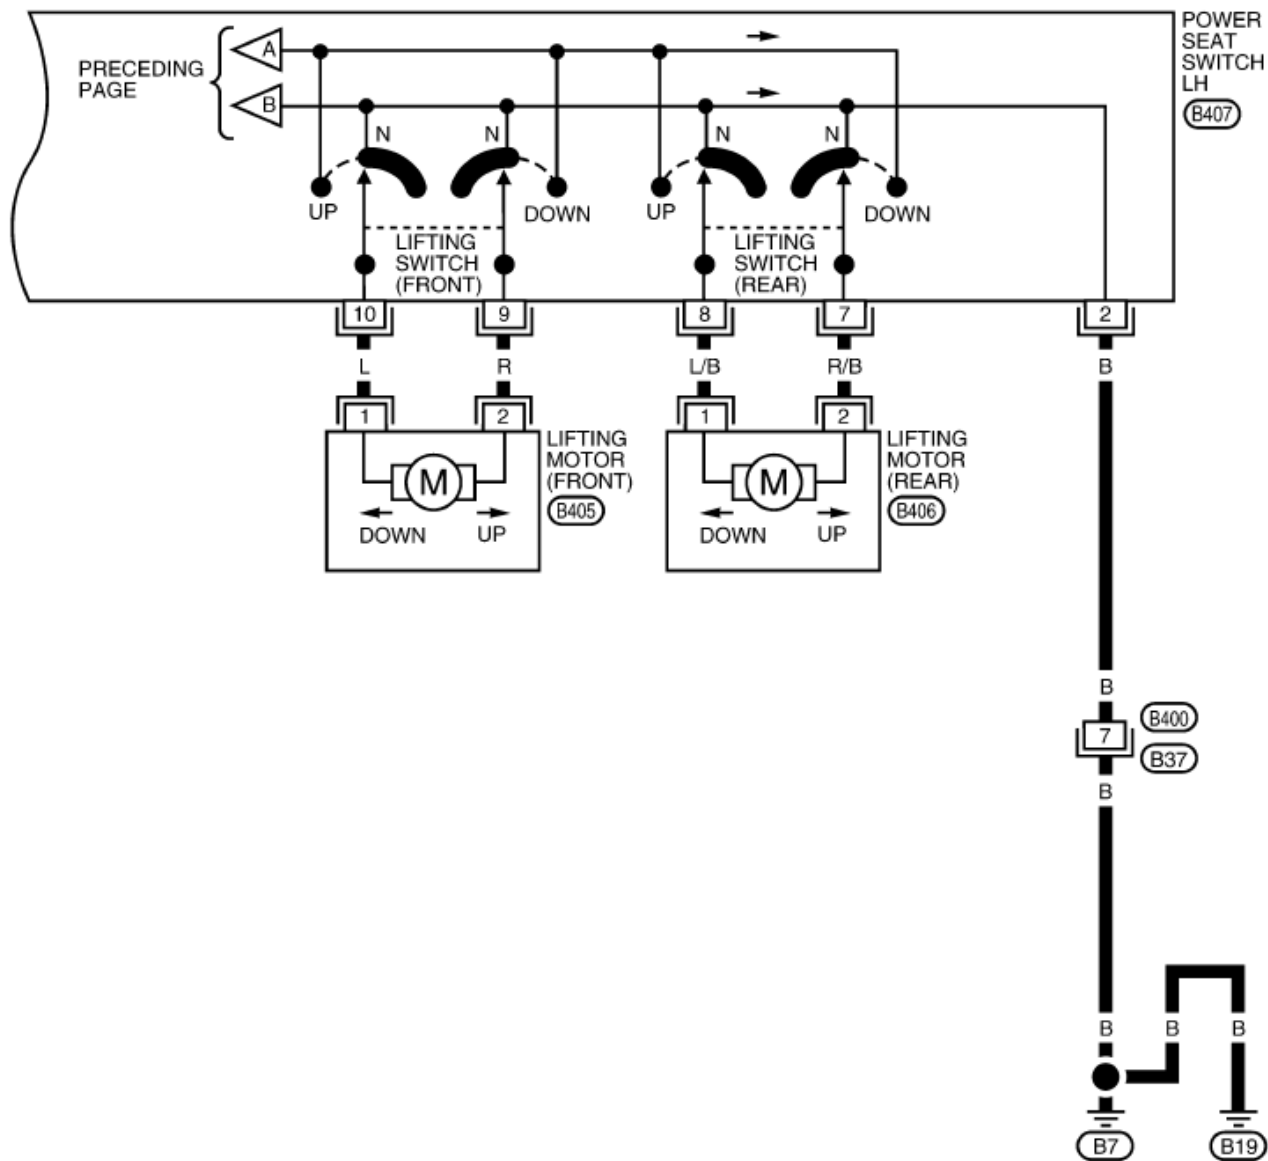 POWER
SEAT
SWITCH
LH
B407
PRECEDING
PAGE
A
B
N
N
N
N
UP
DOWN
UP
DOWN
LIFTING
SWITCH
(FRONT)
LIFTING
SWITCH
(REAR)
10
9
8
7
2
L
R
L/B
R/B
B
1
2
1
2
LIFTING
MOTOR
(FRONT)
B405
LIFTING
MOTOR
(REAR)
B406
M
M
DOWN
UP
DOWN
UP
B
7
B400
B37
B
B
B
B
B7
B19